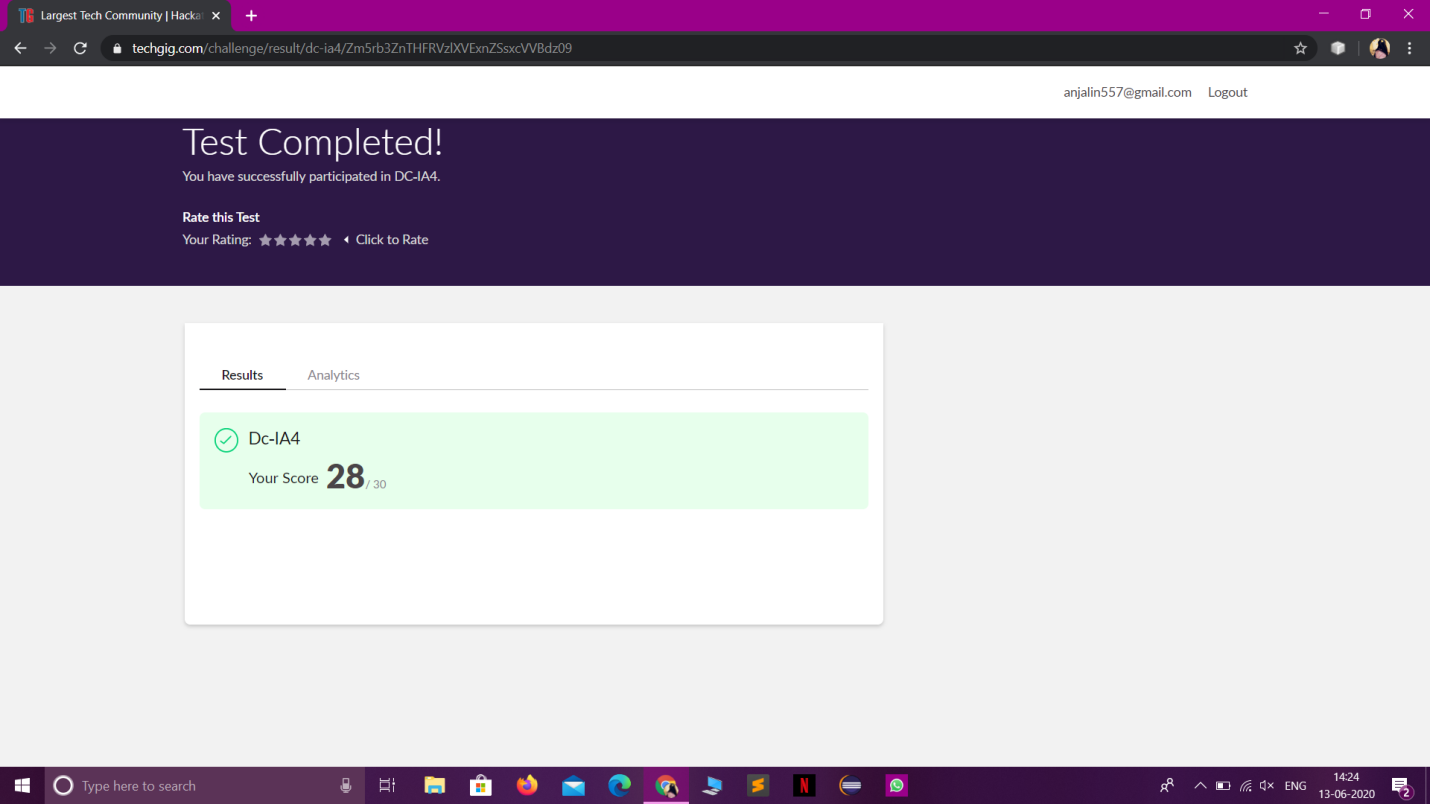 Largest Tech Community | Hacka
techgig.com/challenge/result/dc-ia4/Zm5rb3ZnTHFRVzlXVExnZSsxcVVBdz09
anjalin557@gmail.com Logout
Test Completed!
You have successfully participated in DC-IA4.
Rate this Test
Your Rating: Click to Rate
Results Analytics
Dc-IA4
Your Score 28 / 30
Type here to search
ENG
14:24
13-06-2020
2